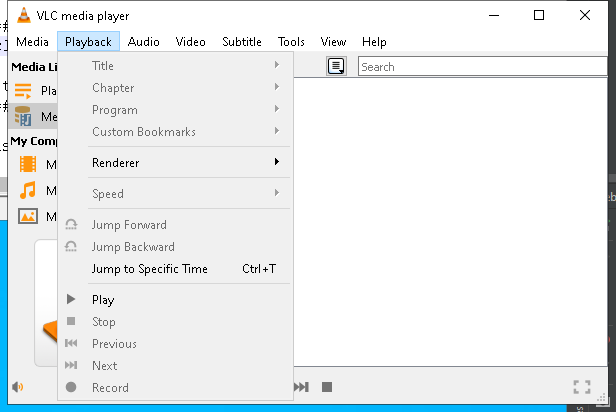 VLC media player
Media Playback Audio Video Subtitle Tools View Help
Media Li
Search
Pla
Me
My Comp
M
M
M
Title
Chapter
Program
Custom Bookmarks
Renderer
Speed
Jump Forward
Jump Backward
Jump to Specific Time Ctrl+T
Play
Stop
Previous
Next
Record